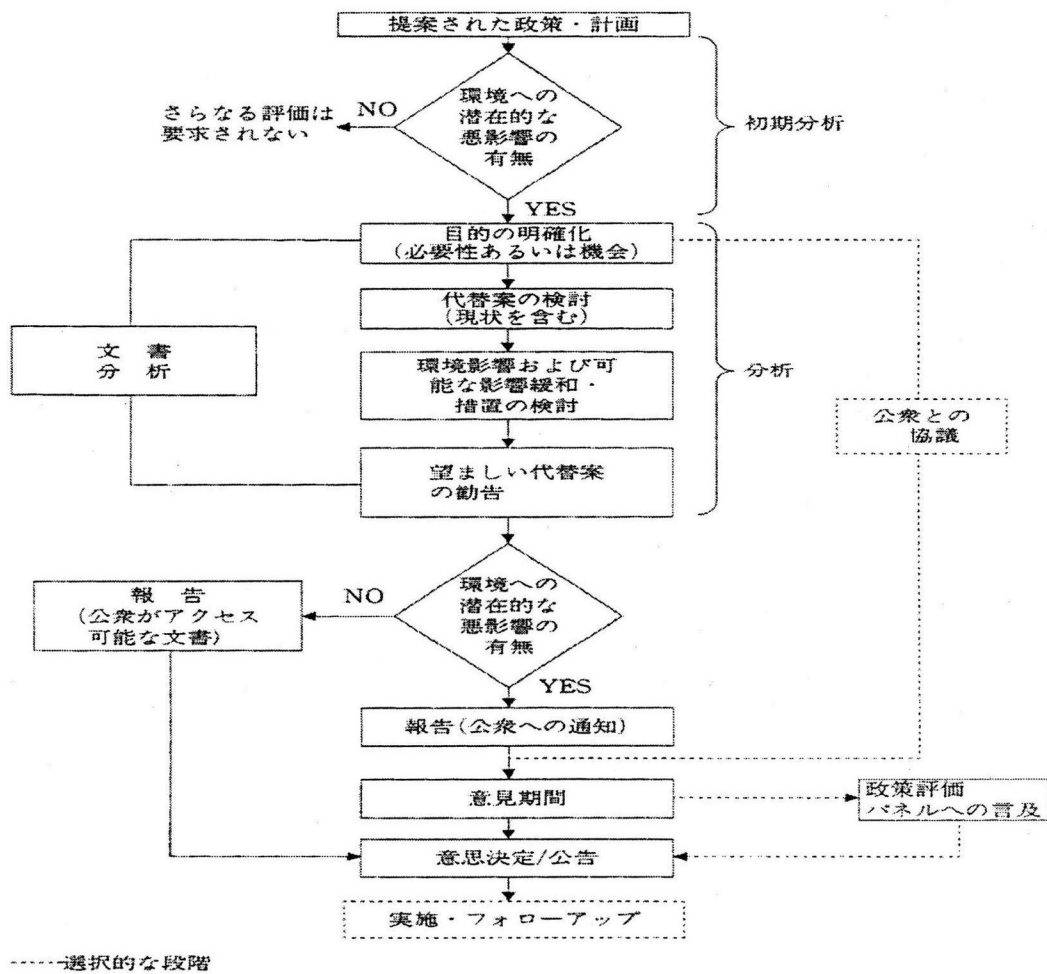 提案された政策・計画
環境への
潜在的な
悪影響の
有無
NO
さらなる評価は
要求されない
初期分析
YES
目的の明確化
(必要性あるいは機会)
代替案の検討
(現状を含む)
文 書
分 析
環境影響および可
能な影響緩和・
措置の検討
分析
公衆との
協議
望ましい代替案
の勧告
環境への
潜在的な
悪影響の
有無
NO
報 告
(公衆がアクセス
可能な文書)
YES
報告(公衆への通知)
意見期間
政策評価
パネルへの言及
意思決定/公告
実施・フォローアップ
選択的な段階